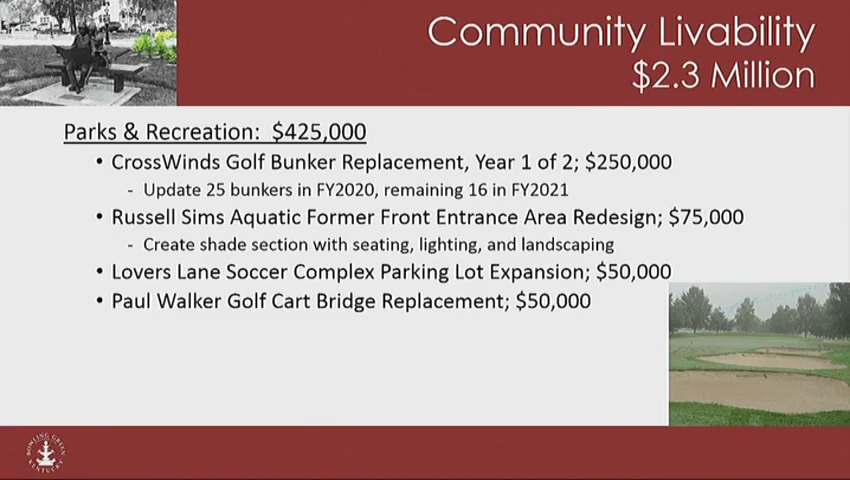 Community Livability
$2.3 Million
Parks & Recreation: $425,000
• CrossWinds Golf Bunker Replacement, Year 1 of 2; $250,000
- Update 25 bunkers in FY2020, remaining 16 in FY2021
• Russell Sims Aquatic Former Front Entrance Area Redesign; $75,000
- Create shade section with seating, lighting, and landscaping
• Lovers Lane Soccer Complex Parking Lot Expansion; $50,000
• Paul Walker Golf Cart Bridge Replacement; $50,000
BOWLING GREEN
KENTUCKY